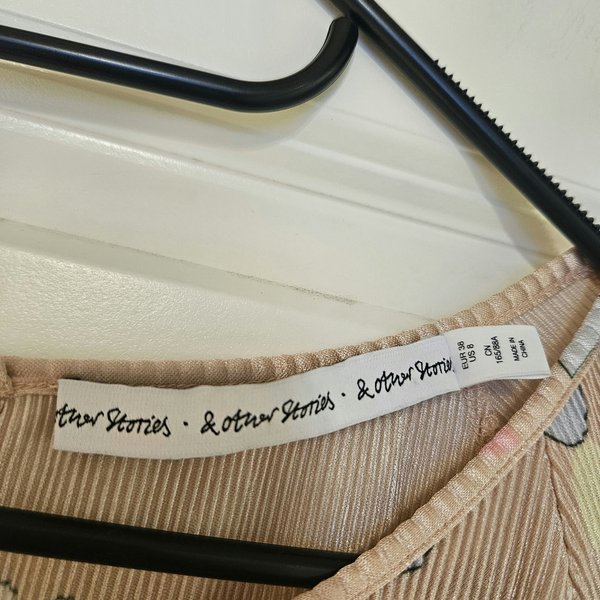 ther Stories · & Other Stories · & Other Stories
EUR 38
US 8
CN
165/88A
MADE IN
CHINA